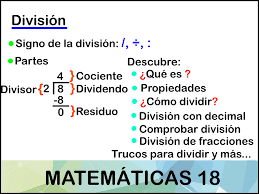 División
•Signo de la división: /, ÷, :
•Partes
4 } Cociente
Divisor { 2 8 } Dividendo
-8
0 } Residuo
Descubre:
• ¿Qué es ?
• Propiedades
• ¿Cómo dividir?
• División con decimal
• Comprobar división
• División de fracciones
Trucos para dividir y más...
MATEMÁTICAS 18